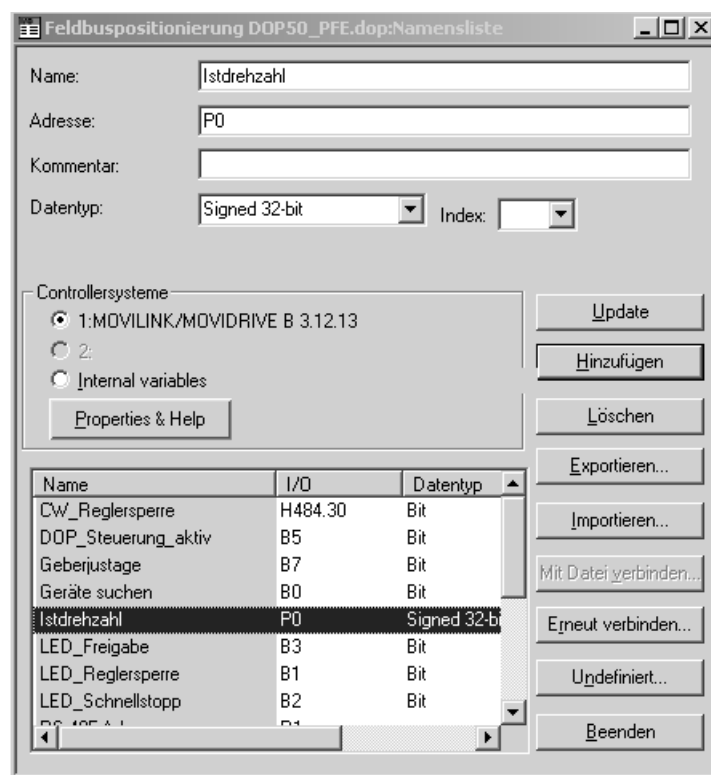 Feldbuspositionierung DOP50_PFE.dop:Namensliste
Name: Istdrehzahl
Adresse: P0
Kommentar:
Datentyp: Signed 32-bit Index:
Controllersysteme
1:MOVILINK/MOVIDRIVE B 3.12.13
2:
Internal variables
Properties & Help
Update
Hinzufügen
Löschen
Exportieren...
Importieren...
Mit Datei verbinden...
Erneut verbinden...
Undefiniert...
Beenden
Name I/O Datentyp
CW_Reglersperre H484.30 Bit
DOP_Steuerung_aktiv B5 Bit
Geberjustage B7 Bit
Geräte suchen B0 Bit
Istdrehzahl P0 Signed 32-bi
LED_Freigabe B3 Bit
LED_Reglersperre B1 Bit
LED_Schnellstopp B2 Bit